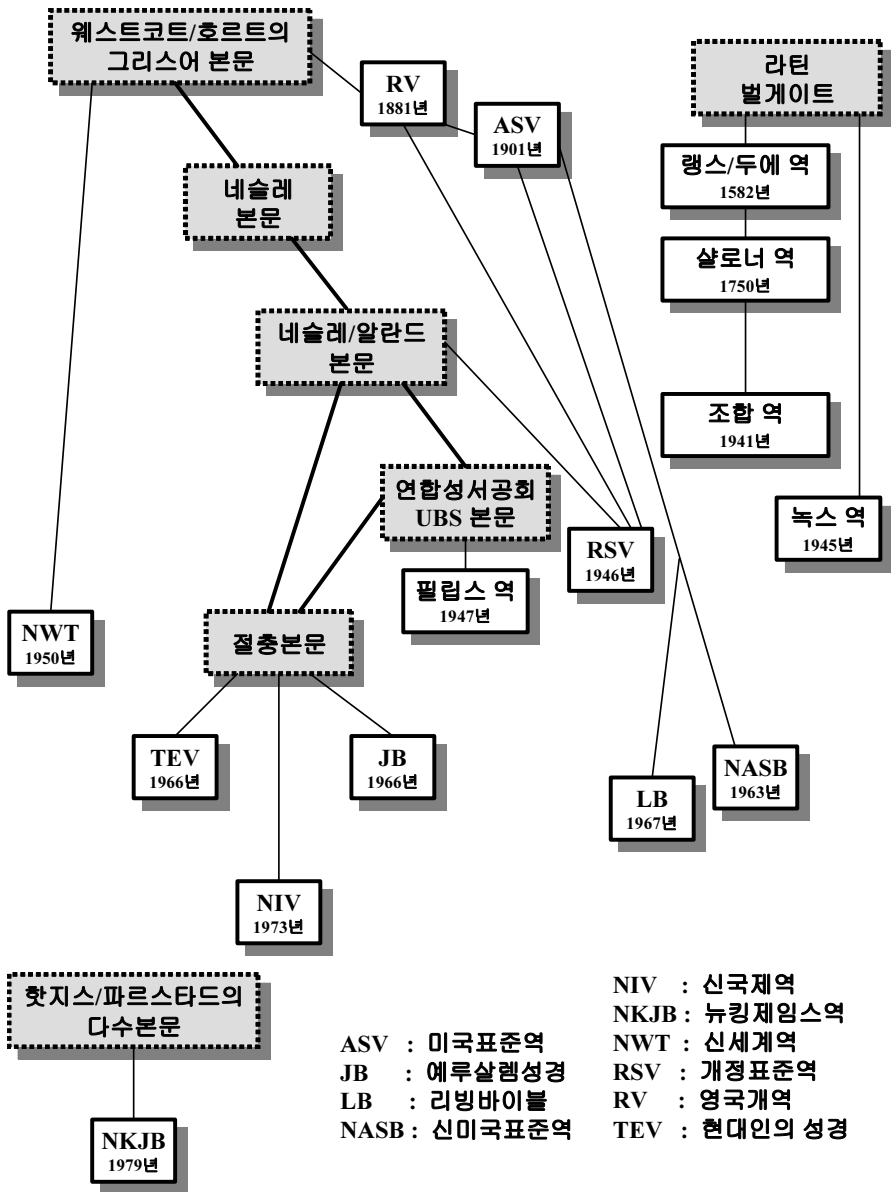 웨스트코트/호르트의
그리스어 본문
RV
1881년
ASV
1901년
라틴
벌게이트
랭스/두에 역
1582년
네슬레
본문
샬로너 역
1750년
네슬레/알란드
본문
조합 역
1941년
연합성서공회
UBS 본문
녹스 역
1945년
RSV
1946년
필립스 역
1947년
NWT
1950년
절충본문
TEV
1966년
JB
1966년
NASB
1963년
LB
1967년
NIV
1973년
핫지스/파르스타드의
다수본문
NKJB
1979년
ASV : 미국표준역
JB : 예루살렘성경
LB : 리빙바이블
NASB : 신미국표준역
NIV : 신국제역
NKJB : 뉴킹제임스역
NWT : 신세계역
RSV : 개정표준역
RV : 영국개역
TEV : 현대인의 성경